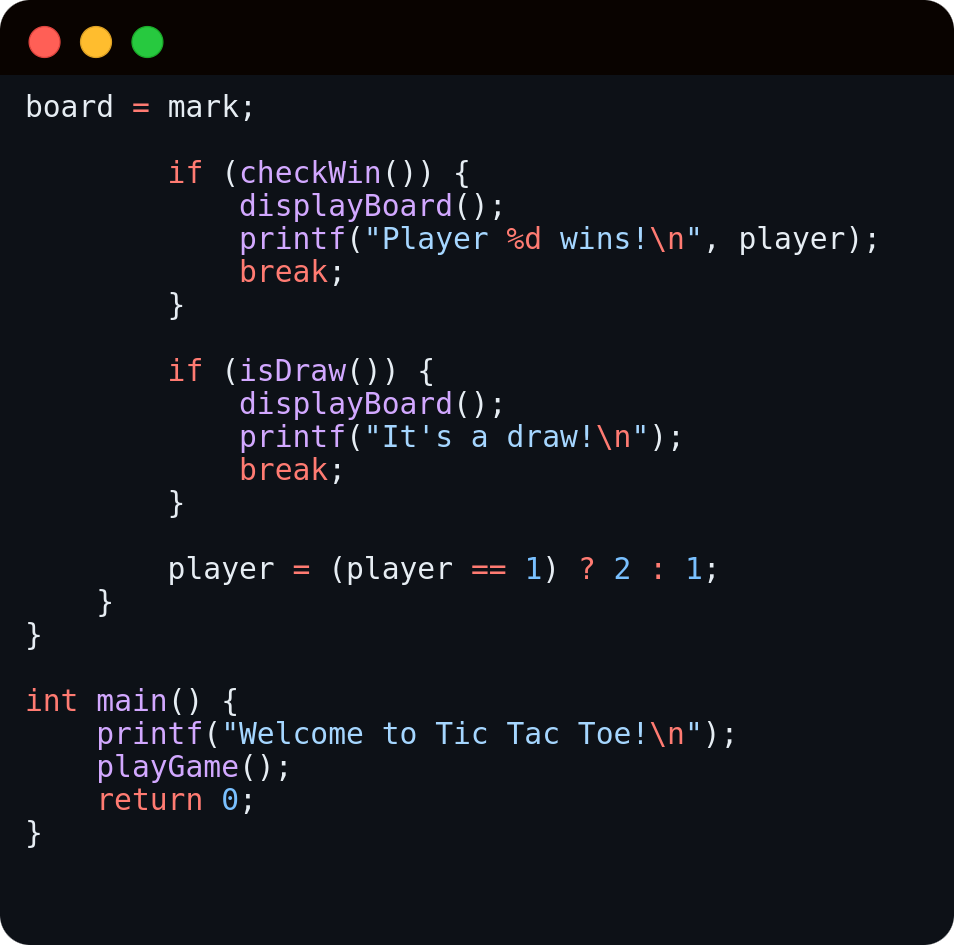 board = mark;
        if (checkWin()) {
            displayBoard();
            printf("Player %d wins!\n", player);
            break;
        }
        if (isDraw()) {
            displayBoard();
            printf("It's a draw!\n");
            break;
        }
        player = (player == 1) ? 2 : 1;
    }
}
int main() {
    printf("Welcome to Tic Tac Toe!\n");
    playGame();
    return 0;
}